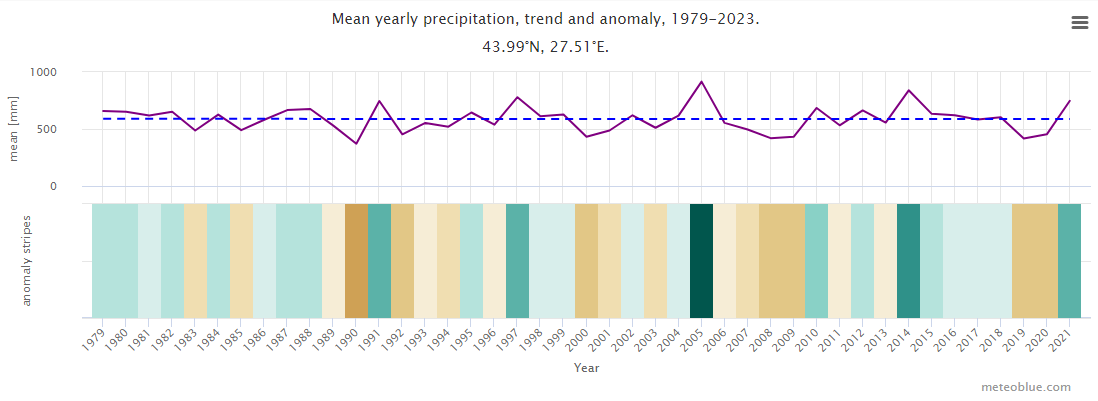 Mean yearly precipitation, trend and anomaly, 1979-2023.
43.99°N, 27.51°E.
mean [mm]
1000
500
0
anomaly stripes
1979 1980 1981 1982 1983 1984 1985 1986 1987 1988 1989 1990 1991 1992 1993 1994 1995 1996 1997 1998 1999 2000 2001 2002 2003 2004 2005 2006 2007 2008 2009 2010 2011 2012 2013 2014 2015 2016 2017 2018 2019 2020 2021
Year
meteoblue.com